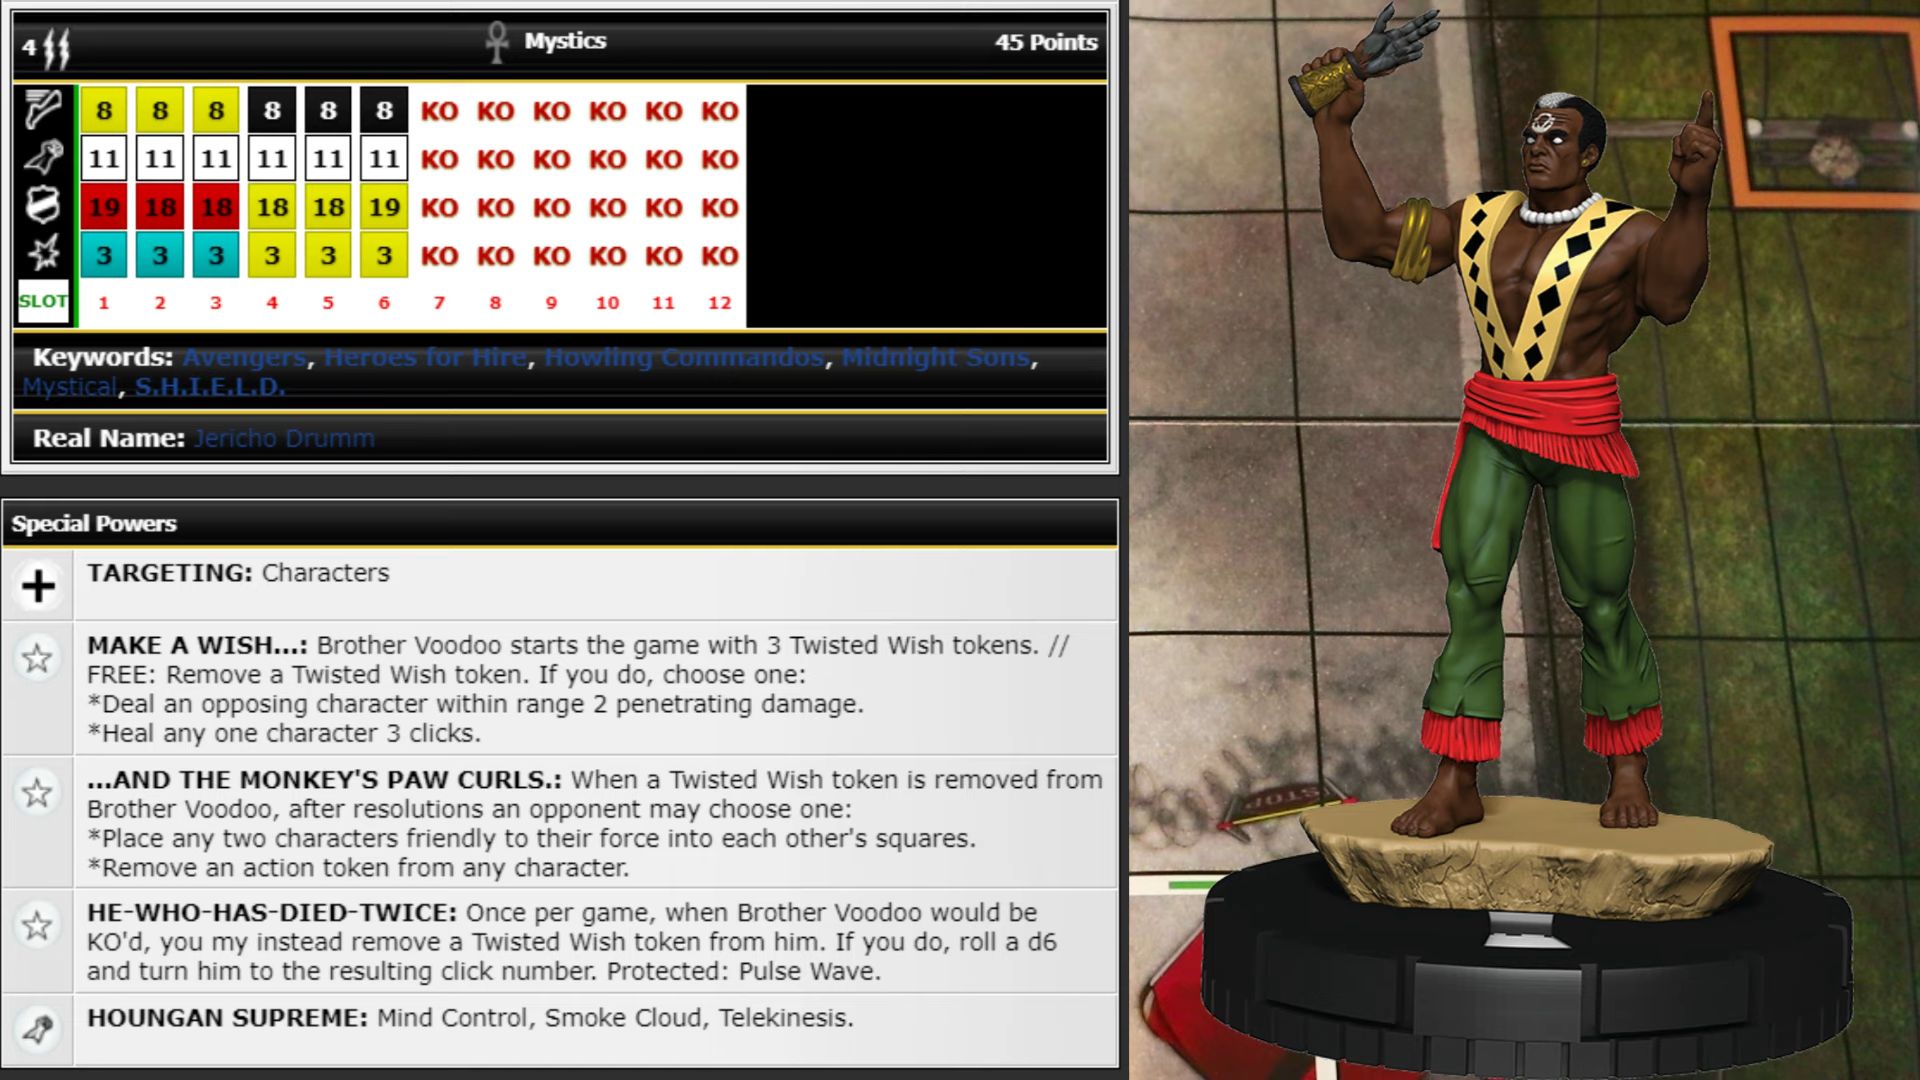 4 Mystics 45 Points
8 8 8 8 8 8 KO KO KO KO KO KO
11 11 11 11 11 11 KO KO KO KO KO KO
19 18 18 18 18 19 KO KO KO KO KO KO
3 3 3 3 3 3 KO KO KO KO KO KO
SLOT 1 2 3 4 5 6 7 8 9 10 11 12
Keywords: Avengers, Heroes for Hire, Howling Commandos, Midnight Sons,
Mystical, S.H.I.E.L.D.
Real Name: Jericho Drumm
Special Powers
TARGETING: Characters
MAKE A WISH...: Brother Voodoo starts the game with 3 Twisted Wish tokens. //
FREE: Remove a Twisted Wish token. If you do, choose one:
*Deal an opposing character within range 2 penetrating damage.
*Heal any one character 3 clicks.
...AND THE MONKEY'S PAW CURLS.: When a Twisted Wish token is removed from
Brother Voodoo, after resolutions an opponent may choose one:
*Place any two characters friendly to their force into each other's squares.
*Remove an action token from any character.
HE-WHO-HAS-DIED-TWICE: Once per game, when Brother Voodoo would be
KO'd, you my instead remove a Twisted Wish token from him. If you do, roll a d6
and turn him to the resulting click number. Protected: Pulse Wave.
HOUNGAN SUPREME: Mind Control, Smoke Cloud, Telekinesis.
STOP